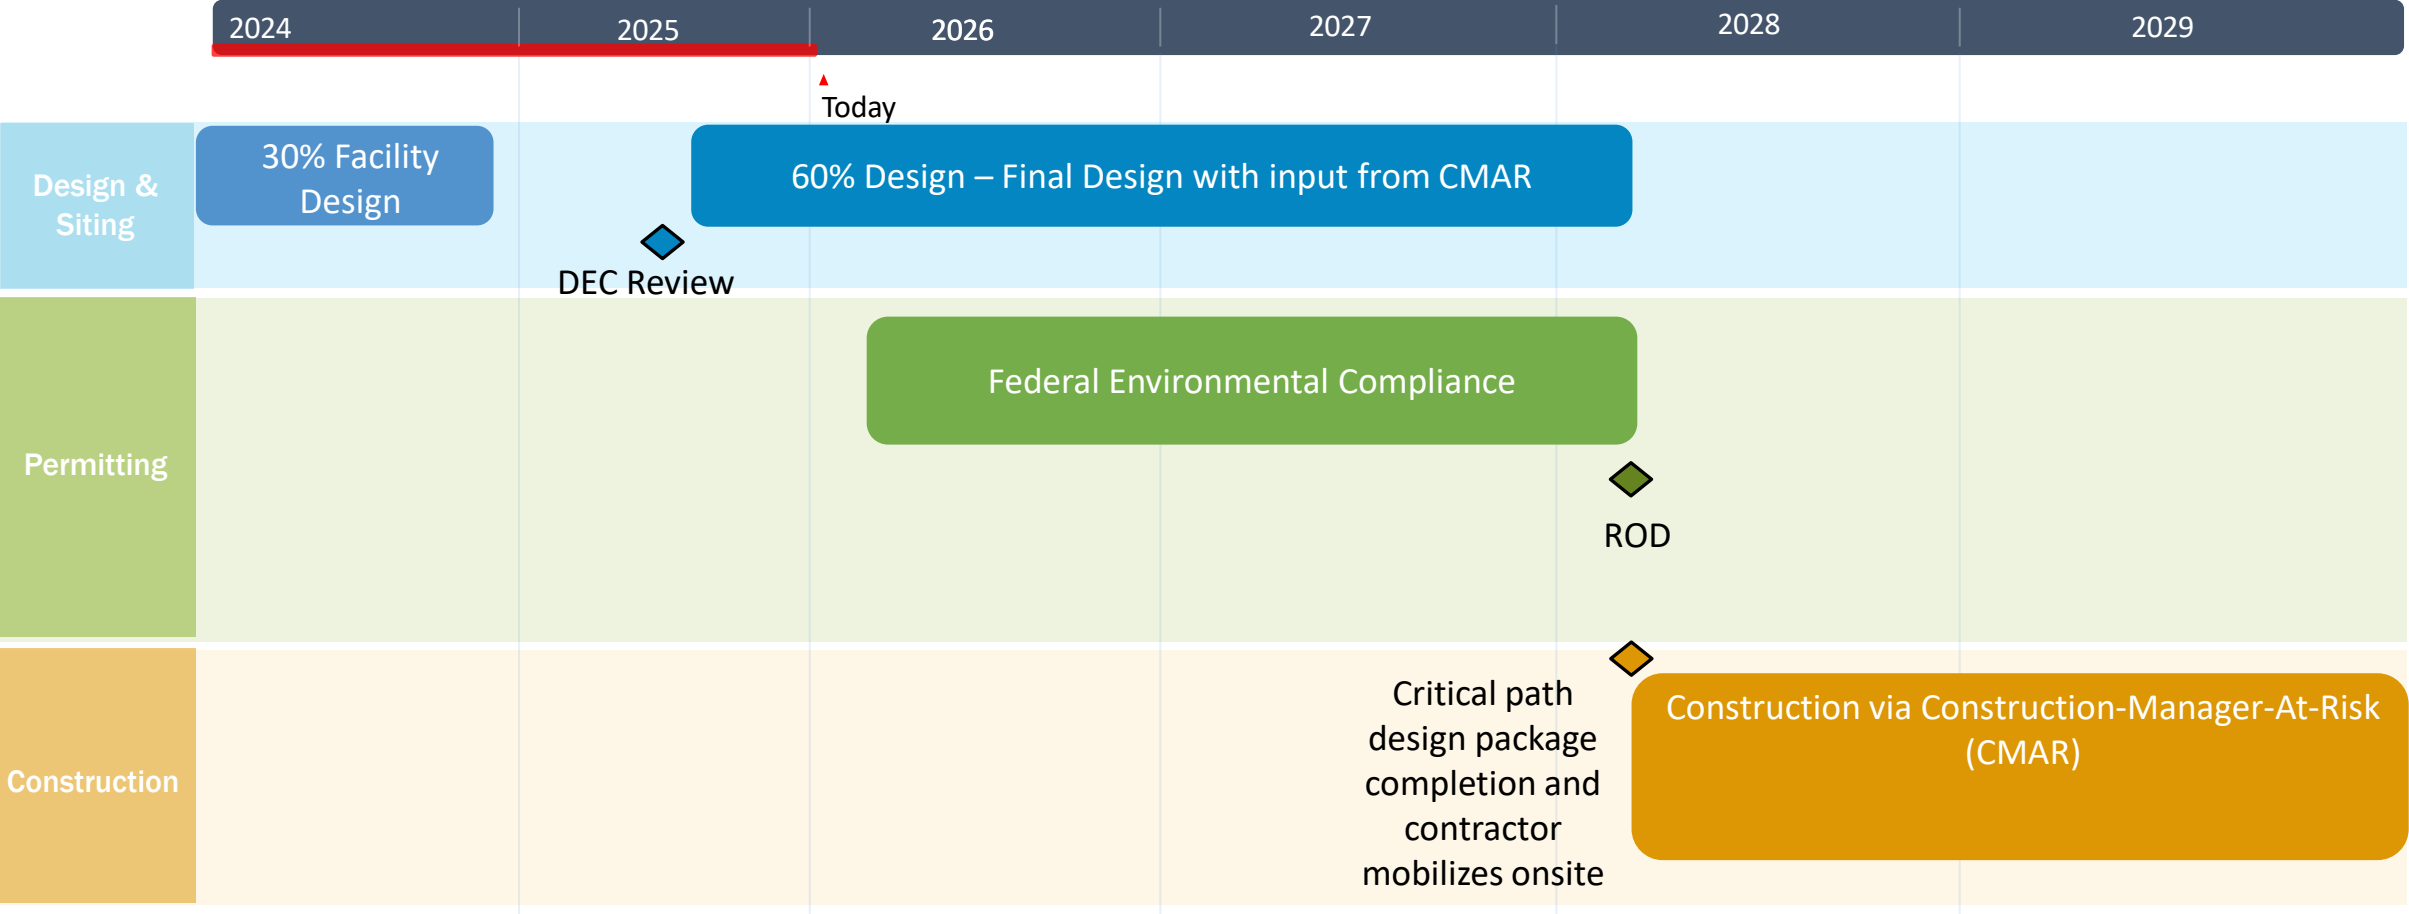 2024
2025
2026
2027
2028
2029
Today
Design &
Siting
30% Facility
Design
60% Design – Final Design with input from CMAR
DEC Review
Permitting
Federal Environmental Compliance
ROD
Construction
Critical path
design package
completion and
contractor
mobilizes onsite
Construction via Construction-Manager-At-Risk
(CMAR)